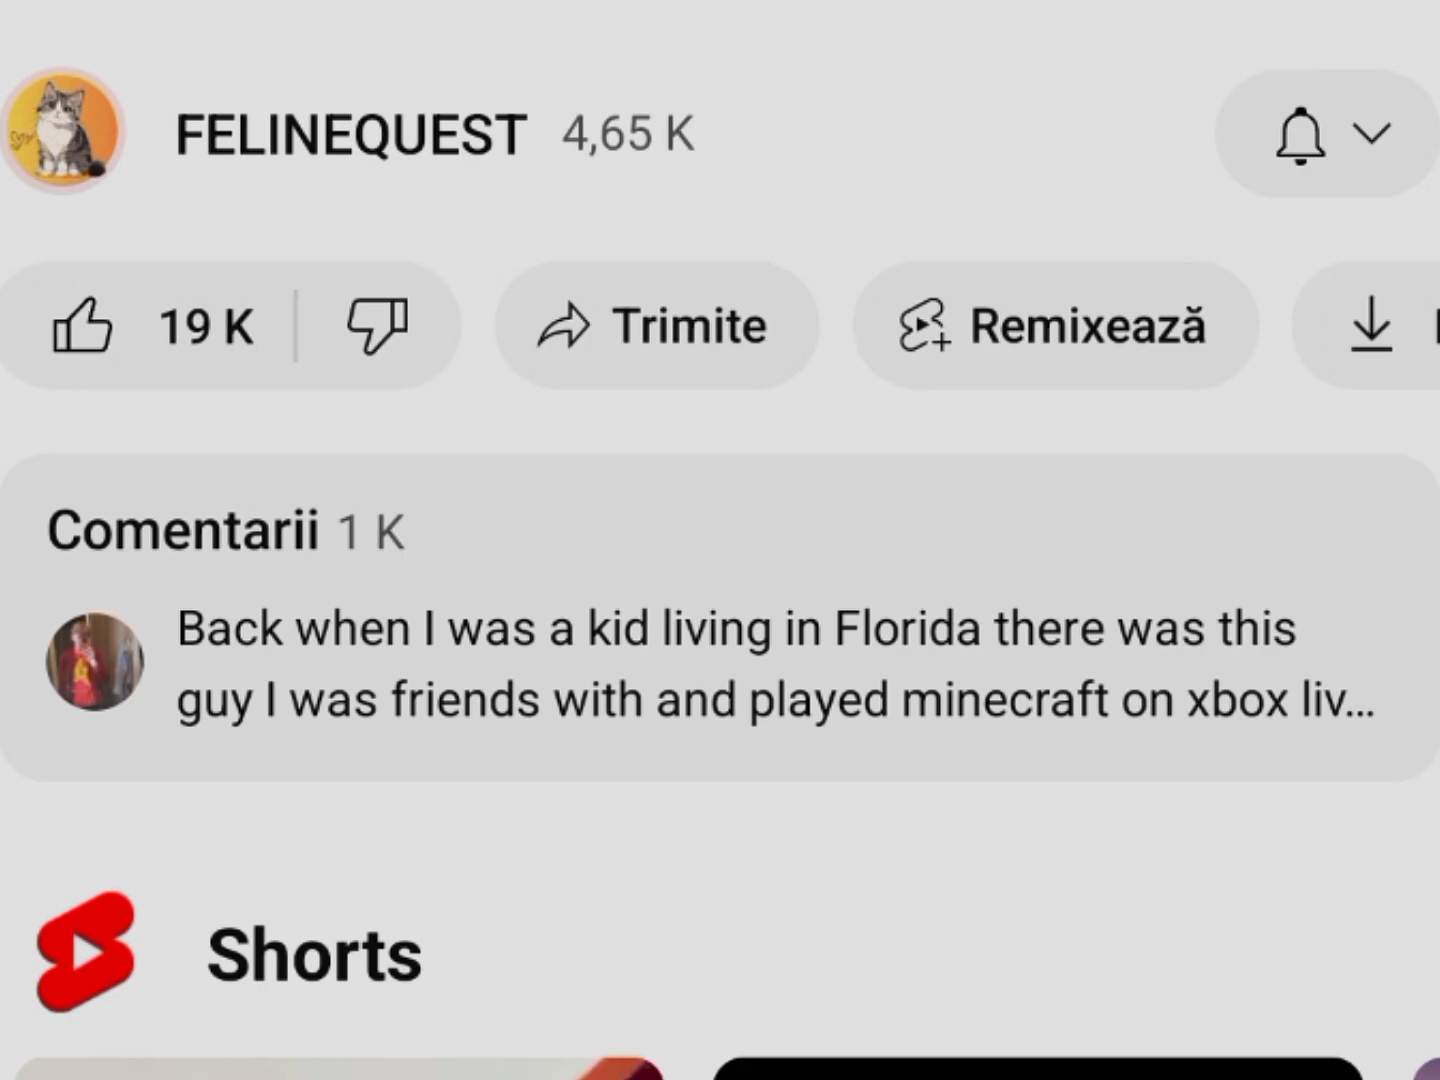 FELINEQUEST 4,65 K
19 K Trimite Remixează
Comentarii 1 K
Back when I was a kid living in Florida there was this
guy I was friends with and played minecraft on xbox liv...
Shorts